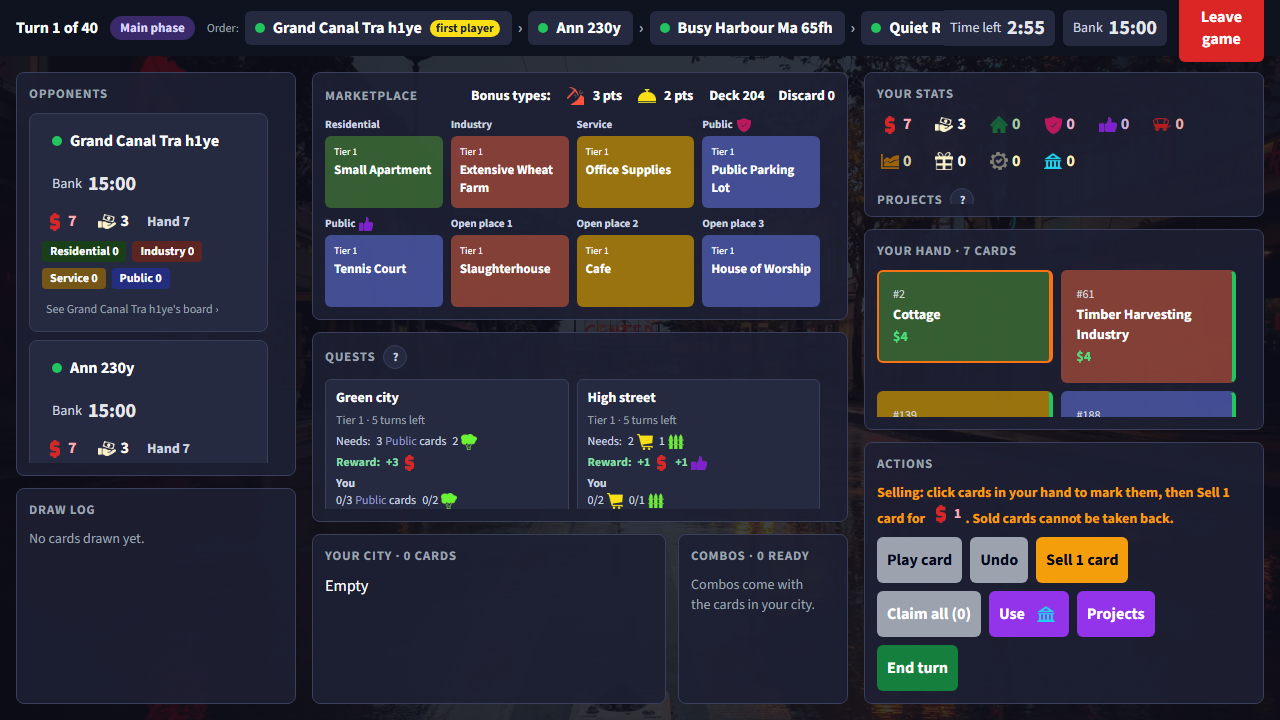 Turn 1 of 40
Main phase
Order:
Grand Canal Tra h1ye
first player
›
Ann 230y
›
Busy Harbour Ma 65fh
›
Quiet R
Time left 2:55
Bank 15:00
Leave
game
OPPONENTS
Grand Canal Tra h1ye
Bank 15:00
7
3
Hand 7
Residential 0
Industry 0
Service 0
Public 0
See Grand Canal Tra h1ye's board ›
Ann 230y
Bank 15:00
7
3
Hand 7
DRAW LOG
No cards drawn yet.
MARKETPLACE
Bonus types:
3 pts
2 pts
Deck 204
Discard 0
Residential
Industry
Service
Public
Tier 1
Small Apartment
Tier 1
Extensive Wheat
Farm
Tier 1
Office Supplies
Tier 1
Public Parking
Lot
Public
Open place 1
Open place 2
Open place 3
Tier 1
Tennis Court
Tier 1
Slaughterhouse
Tier 1
Cafe
Tier 1
House of Worship
QUESTS
?
Green city
Tier 1 · 5 turns left
Needs: 3 Public cards 2
Reward: +3
You
0/3 Public cards 0/2
High street
Tier 1 · 5 turns left
Needs: 2 1
Reward: +1 +1
You
0/2 0/1
YOUR CITY · 0 CARDS
Empty
COMBOS · 0 READY
Combos come with
the cards in your city.
YOUR STATS
7
3
0
0
0
0
0
0
0
0
PROJECTS
?
YOUR HAND · 7 CARDS
#2
Cottage
$4
#61
Timber Harvesting
Industry
$4
#139
#188
ACTIONS
Selling: click cards in your hand to mark them, then Sell 1
card for 1 . Sold cards cannot be taken back.
Play card
Undo
Sell 1 card
Claim all (0)
Use
Projects
End turn